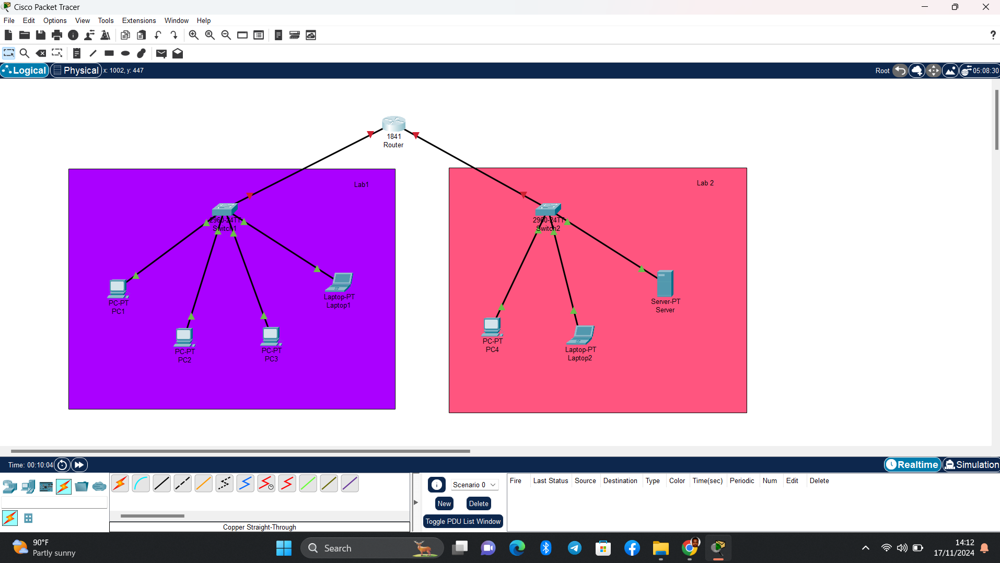 Cisco Packet Tracer
File Edit Options View Tools Extensions Window Help
?
Logical Physical x: 1002, y: 447 Root 05:08:30
1841
Router
Lab1
Lab 2
2960-24TT
Switch1
2960-24TT
Switch2
PC-PT
PC1
PC-PT
PC2
PC-PT
PC3
Laptop-PT
Laptop1
PC-PT
PC4
Laptop-PT
Laptop2
Server-PT
Server
Time: 00:10:04 Realtime Simulation
Scenario 0
New Delete
Toggle PDU List Window
Fire Last Status Source Destination Type Color Time(sec) Periodic Num Edit Delete
Copper Straight-Through
90°F
Partly sunny
Search
14:12
17/11/2024